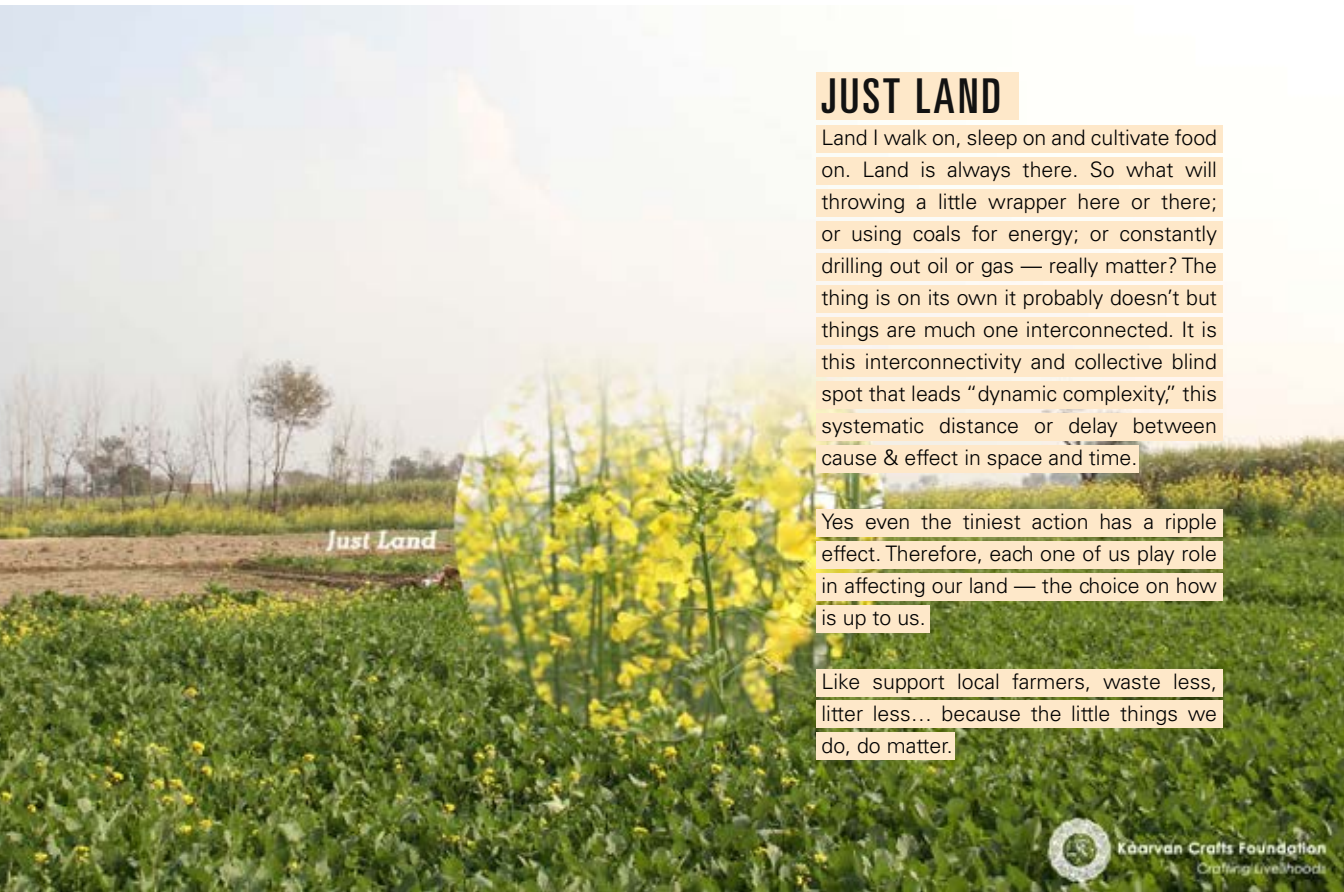 JUST LAND
Land I walk on, sleep on and cultivate food
on. Land is always there. So what will
throwing a little wrapper here or there;
or using coals for energy; or constantly
drilling out oil or gas — really matter? The
thing is on its own it probably doesn't but
things are much one interconnected. It is
this interconnectivity and collective blind
spot that leads “dynamic complexity,” this
systematic distance or delay between
cause & effect in space and time.
Yes even the tiniest action has a ripple
effect. Therefore, each one of us play role
in affecting our land — the choice on how
is up to us.
Like support local farmers, waste less,
litter less... because the little things we
do, do matter.
Just Land
Kaarvan Crafts Foundation
Crafting Livelihoods